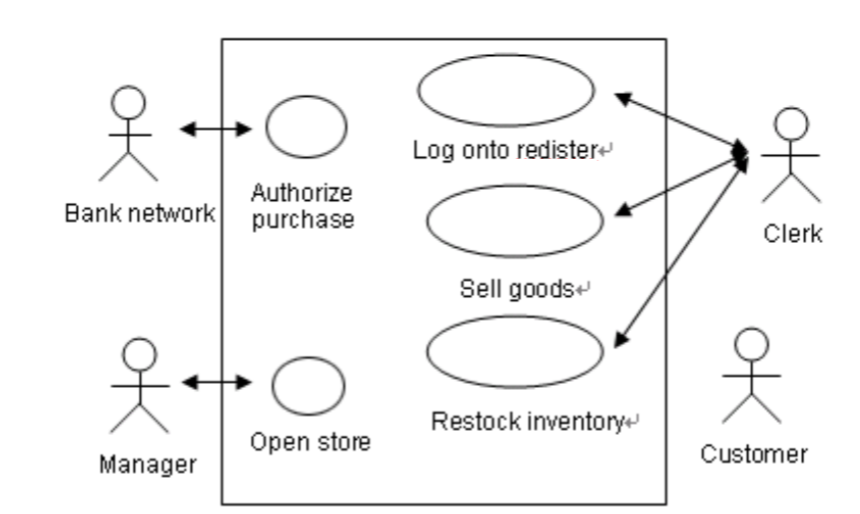 Log onto redister↵
Bank network
Authorize
purchase
Clerk
Sell goods↵
Manager
Open store
Restock inventory↵
Customer